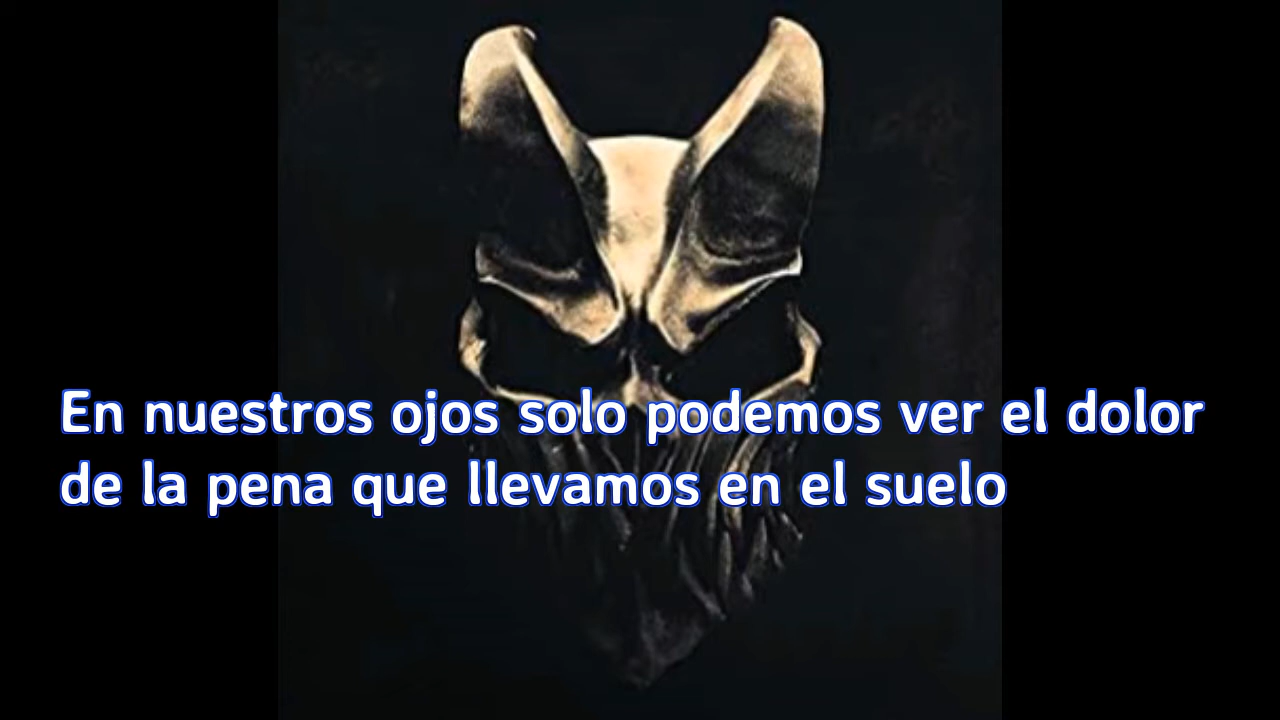 En nuestros ojos solo podemos ver el dolor
de la pena que llevamos en el suelo